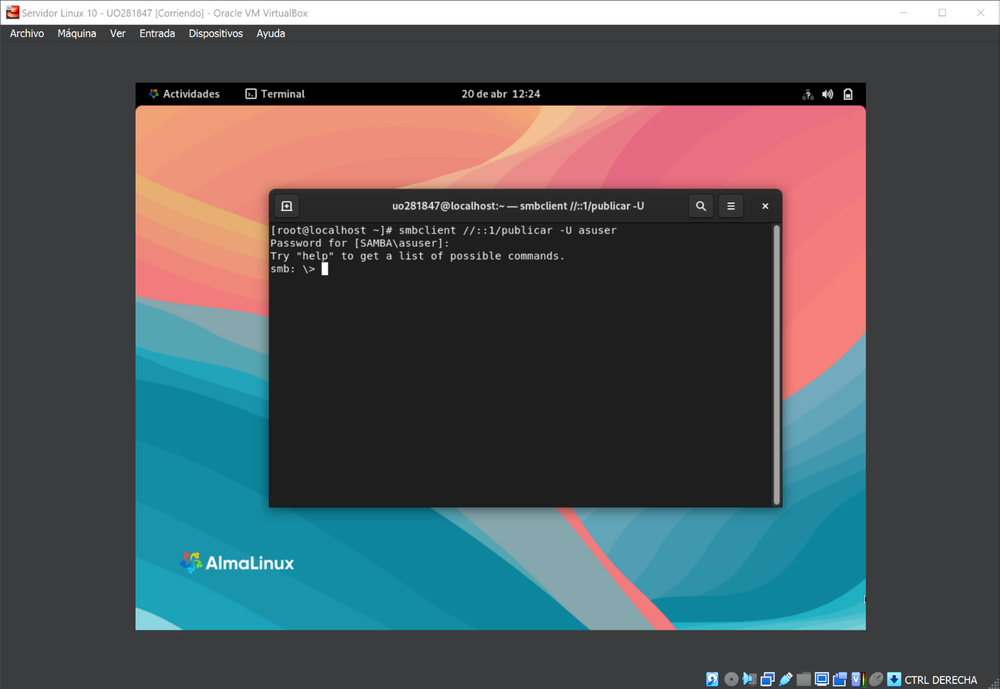 Servidor Linux 10 - UO281847 [Corriendo] - Oracle VM VirtualBox
Archivo Máquina Ver Entrada Dispositivos Ayuda
Actividades Terminal 20 de abr 12:24
uo281847@localhost:~ — smbclient //::1/publicar -U
[root@localhost ~]# smbclient //::1/publicar -U asuser
Password for [SAMBA\asuser]:
Try "help" to get a list of possible commands.
smb: \>
AlmaLinux
CTRL DERECHA